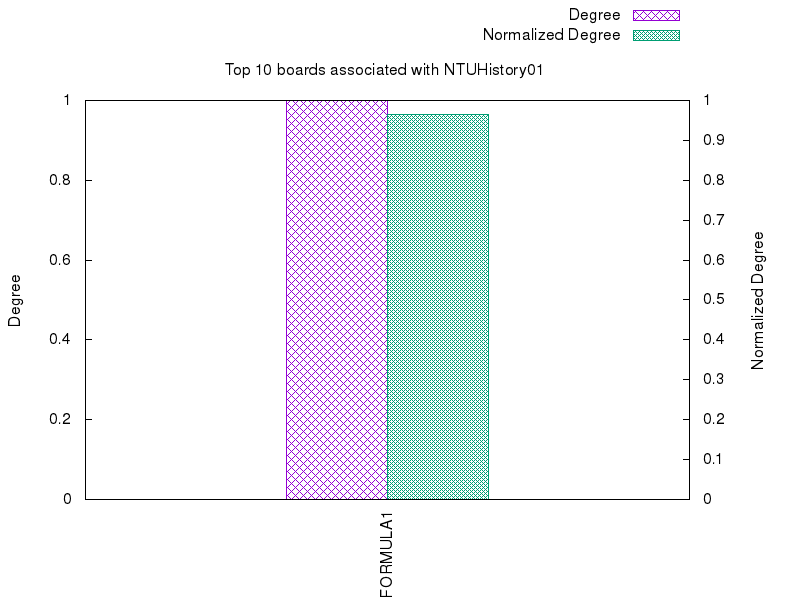 Degree
Normalized Degree
Top 10 boards associated with NTUHistory01
1
0.8
0.6
0.4
0.2
0
Degree
1
0.9
0.8
0.7
0.6
0.5
0.4
0.3
0.2
0.1
0
Normalized Degree
FORMULA1